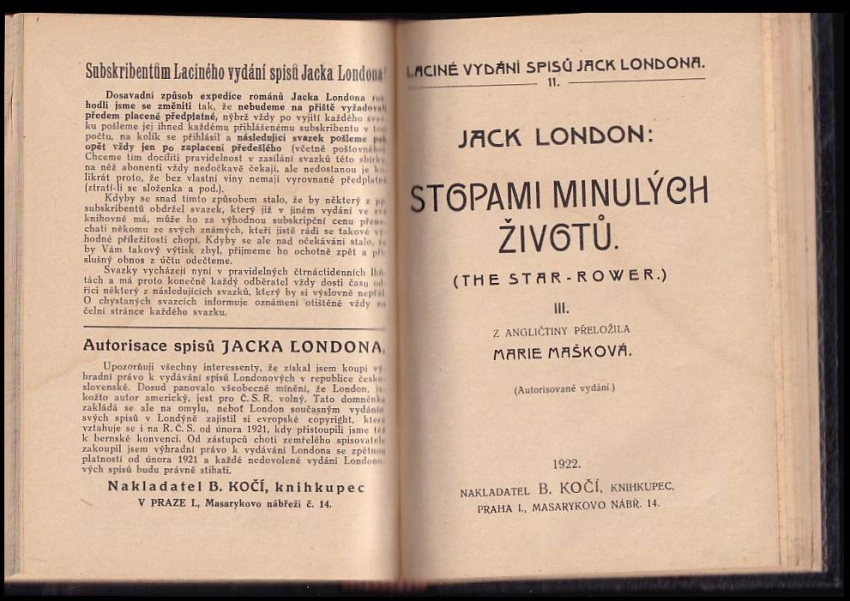 Subskribentům Laciného vydání spisů Jacka Londona!
Dosavadní způsob expedice románů Jacka Londona
hodli jsme se změniti tak, že nebudeme na příště vyžadovati
předem placené předplatné, nýbrž vždy po vyjití každého
ku pošleme jej ihned každému přihlášenému subskribentu v
počtu, na kolik se přihlásil a následující svazek pošleme
opět vždy jen po zaplacení předešlého (včetně poštovného)
Chceme tím docíliti pravidelnost v zasílání svazků této sbírky,
na něž abonenti vždy nedočkavě čekají, ale nedostanou je
likrát proto, že bez vlastní viny nemají vyrovnané předplatné
(ztratí-li se složenka a pod.).
Kdyby se snad tímto způsobem stalo, že by některý z
subskribentů obdržel svazek, který již v jiném vydání ve své
knihovně má, může ho za výhodnou subskripční cenu
chati někomu ze svých známých, kteří jistě rádi se takové
hodné příležitosti chopí. Kdyby se ale nad očekávání stalo, že
by Vám takový výtisk zbyl, přijmeme ho ochotně zpět a
slušný obnos z účtu odečteme.
Svazky vycházejí nyní v pravidelných čtrnáctidenních
tách a má proto konečně každý odběratel vždy dosti času
říci některý z následujících svazků, který by si výslovně nepřál.
O chystaných svazcích informuje oznámení otištěné vždy na
čelní stránce každého svazku.
Autorisace spisů JACKA LONDONA.
Upozorňuji všechny interessenty, že získal jsem koupí
hradní právo k vydávání spisů Londonových v republice česko-
slovenské. Dosud panovalo všeobecné mínění, že London,
kožto autor americký, jest pro Č. S. R. volný. Tato domněnka
zakládá se ale na omylu, neboť London současným vydáním
svých spisů v Londýně zajistil si evropské copyright, které
vztahuje se i na R. Č. S. od února 1921, kdy přistoupili jsme též
k bernské konvenci. Od zástupců choti zemřelého spisovatele
zakoupil jsem výhradní právo k vydávání Londona se zpětnou
platností od února 1921 a každé nedovolené vydání Londono-
vých spisů budu právně stíhati.
Nakladatel B. KOČÍ, knihkupec
V PRAZE I., Masarykovo nábřeží č. 14.
LACINÉ VYDÁNÍ SPISŮ JACK LONDONA.
11.
JACK LONDON:
STOPAMI MINULÝCH
ŽIVOTŮ.
(THE STAR-ROWER.)
III.
Z ANGLIČTINY PŘELOŽILA
MARIE MAŠKOVÁ.
(Autorisované vydání.)
1922.
NAKLADATEL B. KOČÍ, KNIHKUPEC,
PRAHA I., MASARYKOVO NÁBŘ. 14.